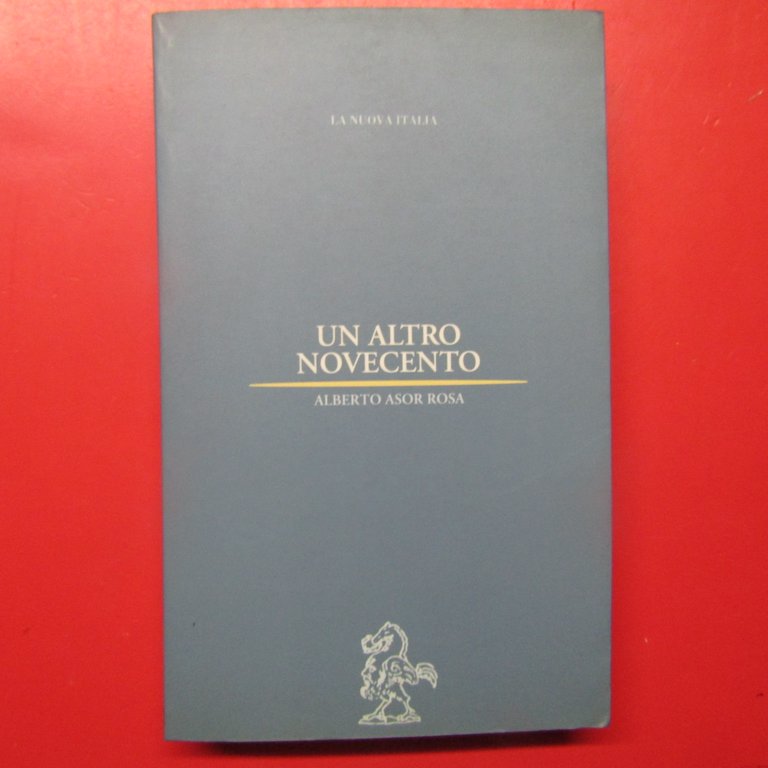 LA NUOVA ITALIA
UN ALTRO
NOVECENTO
ALBERTO ASOR ROSA